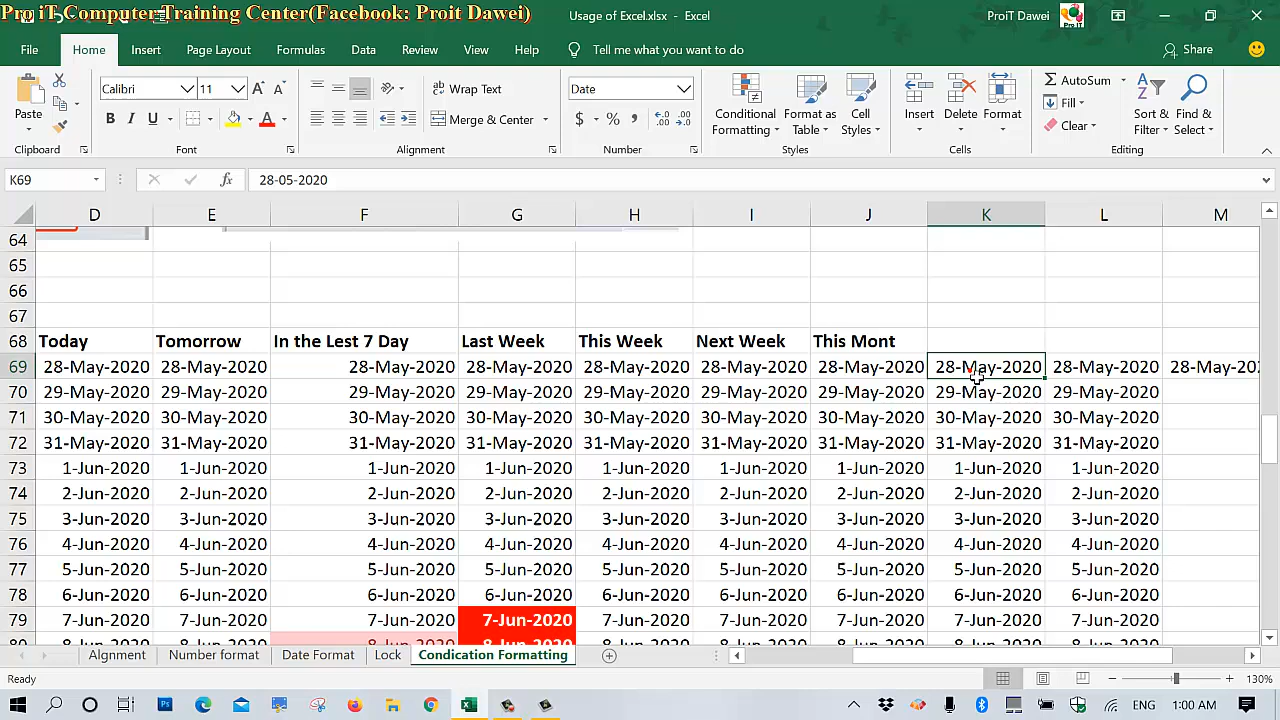 Pro iT Computer Training Center(Facebook: Proit Dawei)
Usage of Excel.xlsx - Excel
ProiT Dawei
Pro iT
File Home Insert Page Layout Formulas Data Review View Help Tell me what you want to do Share
Calibri 11 Wrap Text Date AutoSum
Paste B I U Merge & Center $ % , Conditional Formatting Format as Table Cell Styles Insert Delete Format Fill Clear Sort & Filter Find & Select
Clipboard Font Alignment Number Styles Cells Editing
K69 fx 28-05-2020
D E F G H I J K L M
64
65
66
67
68 Today Tomorrow In the Lest 7 Day Last Week This Week Next Week This Mont
69 28-May-2020 28-May-2020 28-May-2020 28-May-2020 28-May-2020 28-May-2020 28-May-2020 28-May-2020 28-May-2020 28-May-202
70 29-May-2020 29-May-2020 29-May-2020 29-May-2020 29-May-2020 29-May-2020 29-May-2020 29-May-2020 29-May-2020
71 30-May-2020 30-May-2020 30-May-2020 30-May-2020 30-May-2020 30-May-2020 30-May-2020 30-May-2020 30-May-2020
72 31-May-2020 31-May-2020 31-May-2020 31-May-2020 31-May-2020 31-May-2020 31-May-2020 31-May-2020 31-May-2020
73 1-Jun-2020 1-Jun-2020 1-Jun-2020 1-Jun-2020 1-Jun-2020 1-Jun-2020 1-Jun-2020 1-Jun-2020 1-Jun-2020
74 2-Jun-2020 2-Jun-2020 2-Jun-2020 2-Jun-2020 2-Jun-2020 2-Jun-2020 2-Jun-2020 2-Jun-2020 2-Jun-2020
75 3-Jun-2020 3-Jun-2020 3-Jun-2020 3-Jun-2020 3-Jun-2020 3-Jun-2020 3-Jun-2020 3-Jun-2020 3-Jun-2020
76 4-Jun-2020 4-Jun-2020 4-Jun-2020 4-Jun-2020 4-Jun-2020 4-Jun-2020 4-Jun-2020 4-Jun-2020 4-Jun-2020
77 5-Jun-2020 5-Jun-2020 5-Jun-2020 5-Jun-2020 5-Jun-2020 5-Jun-2020 5-Jun-2020 5-Jun-2020 5-Jun-2020
78 6-Jun-2020 6-Jun-2020 6-Jun-2020 6-Jun-2020 6-Jun-2020 6-Jun-2020 6-Jun-2020 6-Jun-2020 6-Jun-2020
79 7-Jun-2020 7-Jun-2020 7-Jun-2020 7-Jun-2020 7-Jun-2020 7-Jun-2020 7-Jun-2020 7-Jun-2020 7-Jun-2020
80 8-Jun-2020 8-Jun-2020 8-Jun-2020 8-Jun-2020 8-Jun-2020 8-Jun-2020 8-Jun-2020 8-Jun-2020 8-Jun-2020
Alignment Number format Date Format Lock Condication Formatting
Ready 130%
ENG 1:00 AM